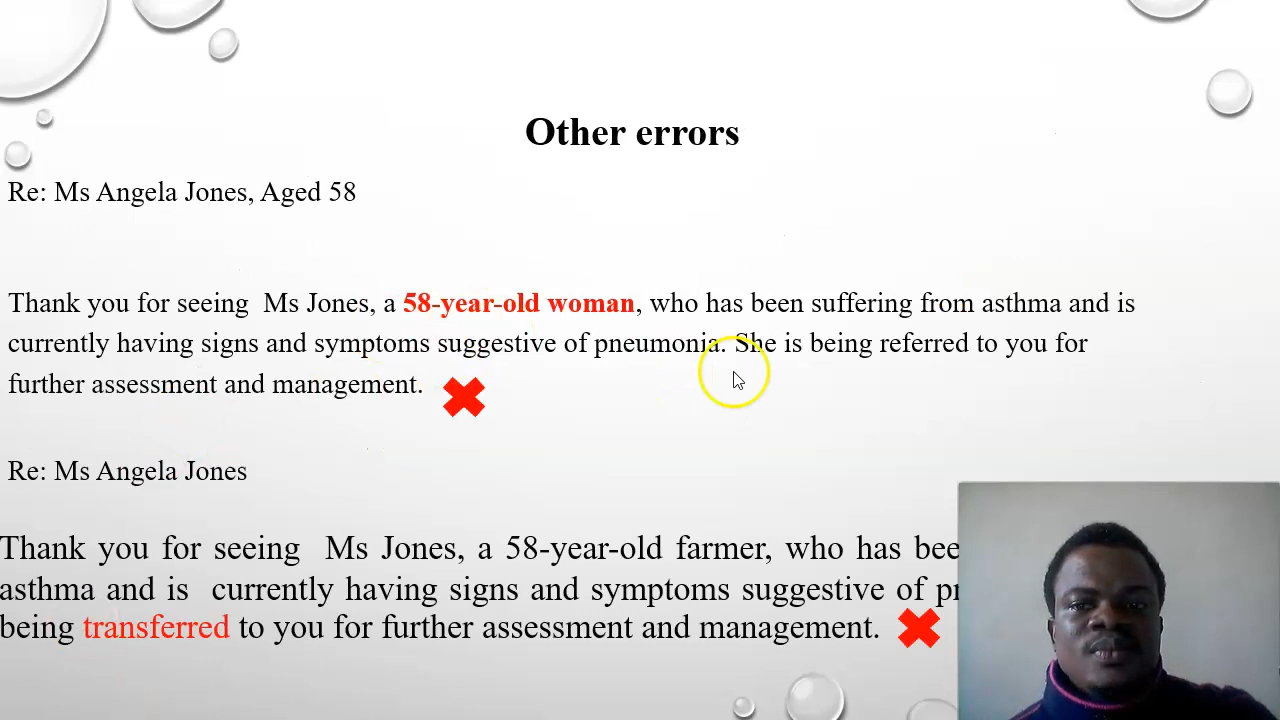 Other errors
Re: Ms Angela Jones, Aged 58
Thank you for seeing Ms Jones, a 58-year-old woman, who has been suffering from asthma and is
currently having signs and symptoms suggestive of pneumonia. She is being referred to you for
further assessment and management.
Re: Ms Angela Jones
Thank you for seeing Ms Jones, a 58-year-old farmer, who has
asthma and is currently having signs and symptoms suggestive of
being transferred to you for further assessment and management.